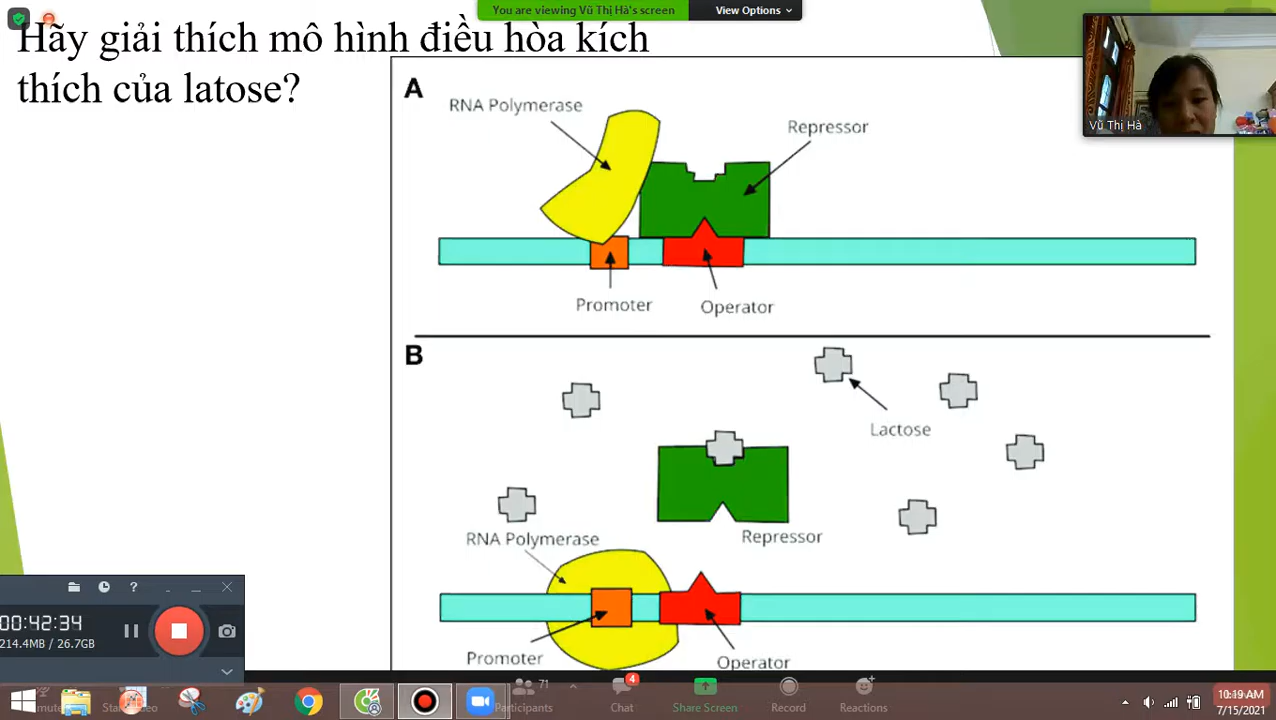 You are viewing Vũ Thị Hà's screen
View Options
Hãy giải thích mô hình điều hòa kích
thích của latose?
Vũ Thị Hà
A
RNA Polymerase
Repressor
Promoter
Operator
B
Lactose
RNA Polymerase
Repressor
Promoter
Operator
00:42:34
214.4MB / 26.7GB
71
4
Participants
Chat
Share Screen
Record
Reactions
10:19 AM
7/15/2021